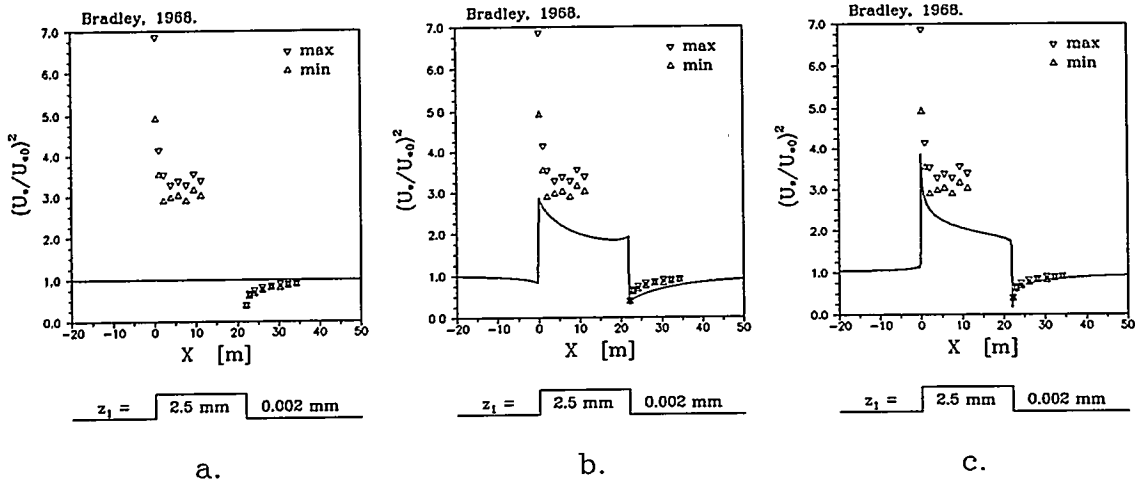 Bradley, 1968.
7.0
6.0
5.0
4.0
3.0
2.0
1.0
0.0
(U*/U*0)²
▽ max
△ min
-20 -10 0 10 20 30 40 50
X [m]
z₁ = 2.5 mm 0.002 mm
a.
Bradley, 1968.
7.0
6.0
5.0
4.0
3.0
2.0
1.0
0.0
(U*/U*0)²
▽ max
△ min
-20 -10 0 10 20 30 40 50
X [m]
z₁ = 2.5 mm 0.002 mm
b.
Bradley, 1968.
7.0
6.0
5.0
4.0
3.0
2.0
1.0
0.0
(U*/U*0)²
▽ max
△ min
-20 -10 0 10 20 30 40 50
X [m]
z₁ = 2.5 mm 0.002 mm
c.